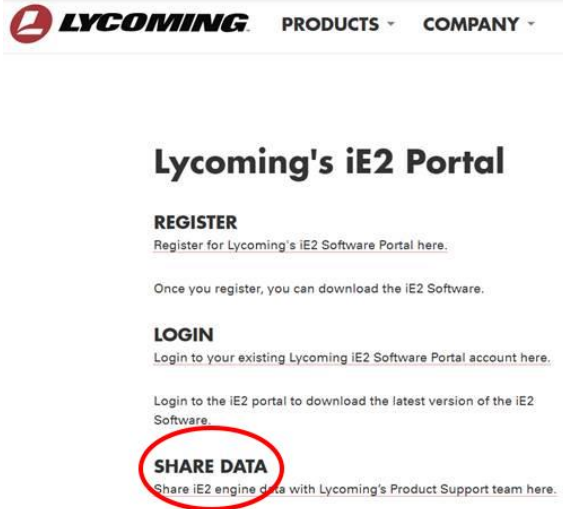 LYCOMING PRODUCTS COMPANY
Lycoming's iE2 Portal
REGISTER
Register for Lycoming's iE2 Software Portal here.
Once you register, you can download the iE2 Software.
LOGIN
Login to your existing Lycoming iE2 Software Portal account here.
Login to the iE2 portal to download the latest version of the iE2
Software.
SHARE DATA
Share iE2 engine data with Lycoming's Product Support team here.